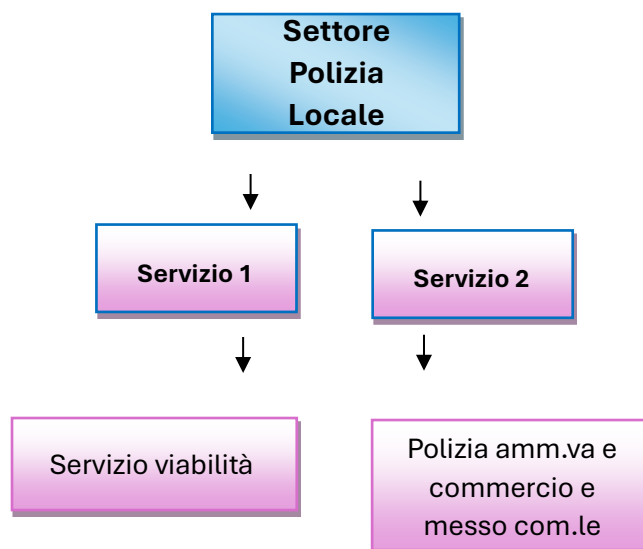 Settore
Polizia
Locale
Servizio 1
Servizio 2
Servizio viabilità
Polizia amm.va e
commercio e
messo com.le